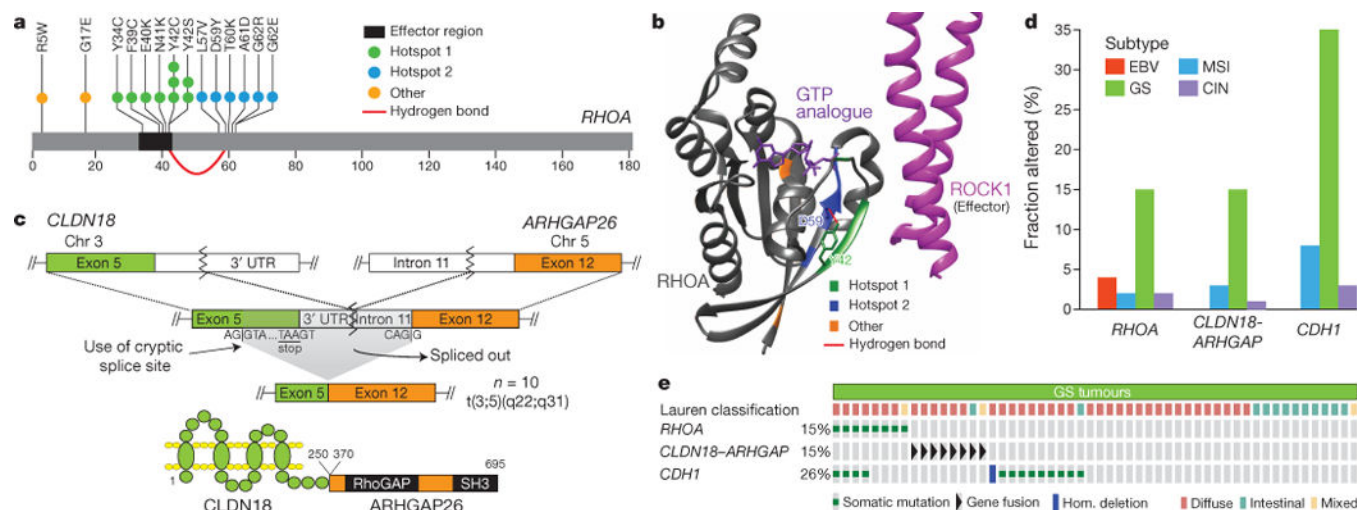 a
R5W
G17E
Y34C
F39C
E40K
N41K
Y42C
Y42S
L57V
D59Y
T60K
A61D
G62R
G62E
Effector region
Hotspot 1
Hotspot 2
Other
Hydrogen bond
RHOA
0 20 40 60 80 100 120 140 160 180
b
GTP
analogue
ROCK1
(Effector)
D59
Y42
RHOA
Hotspot 1
Hotspot 2
Other
Hydrogen bond
c
CLDN18
Chr 3
ARHGAP26
Chr 5
Exon 5
3′ UTR
Intron 11
Exon 12
Exon 5
3′ UTR
Intron 11
Exon 12
AG|GTA...TAAGT
CAG|G
stop
Use of cryptic
splice site
Spliced out
Exon 5
Exon 12
n = 10
t(3;5)(q22;q31)
1
250
370
695
RhoGAP
SH3
CLDN18
ARHGAP26
d
Fraction altered (%)
35
30
25
20
15
10
5
0
Subtype
EBV
MSI
GS
CIN
RHOA
CLDN18-
ARHGAP
CDH1
e
GS tumours
Lauren classification
RHOA 15%
CLDN18–ARHGAP 15%
CDH1 26%
Somatic mutation
Gene fusion
Hom. deletion
Diffuse
Intestinal
Mixed